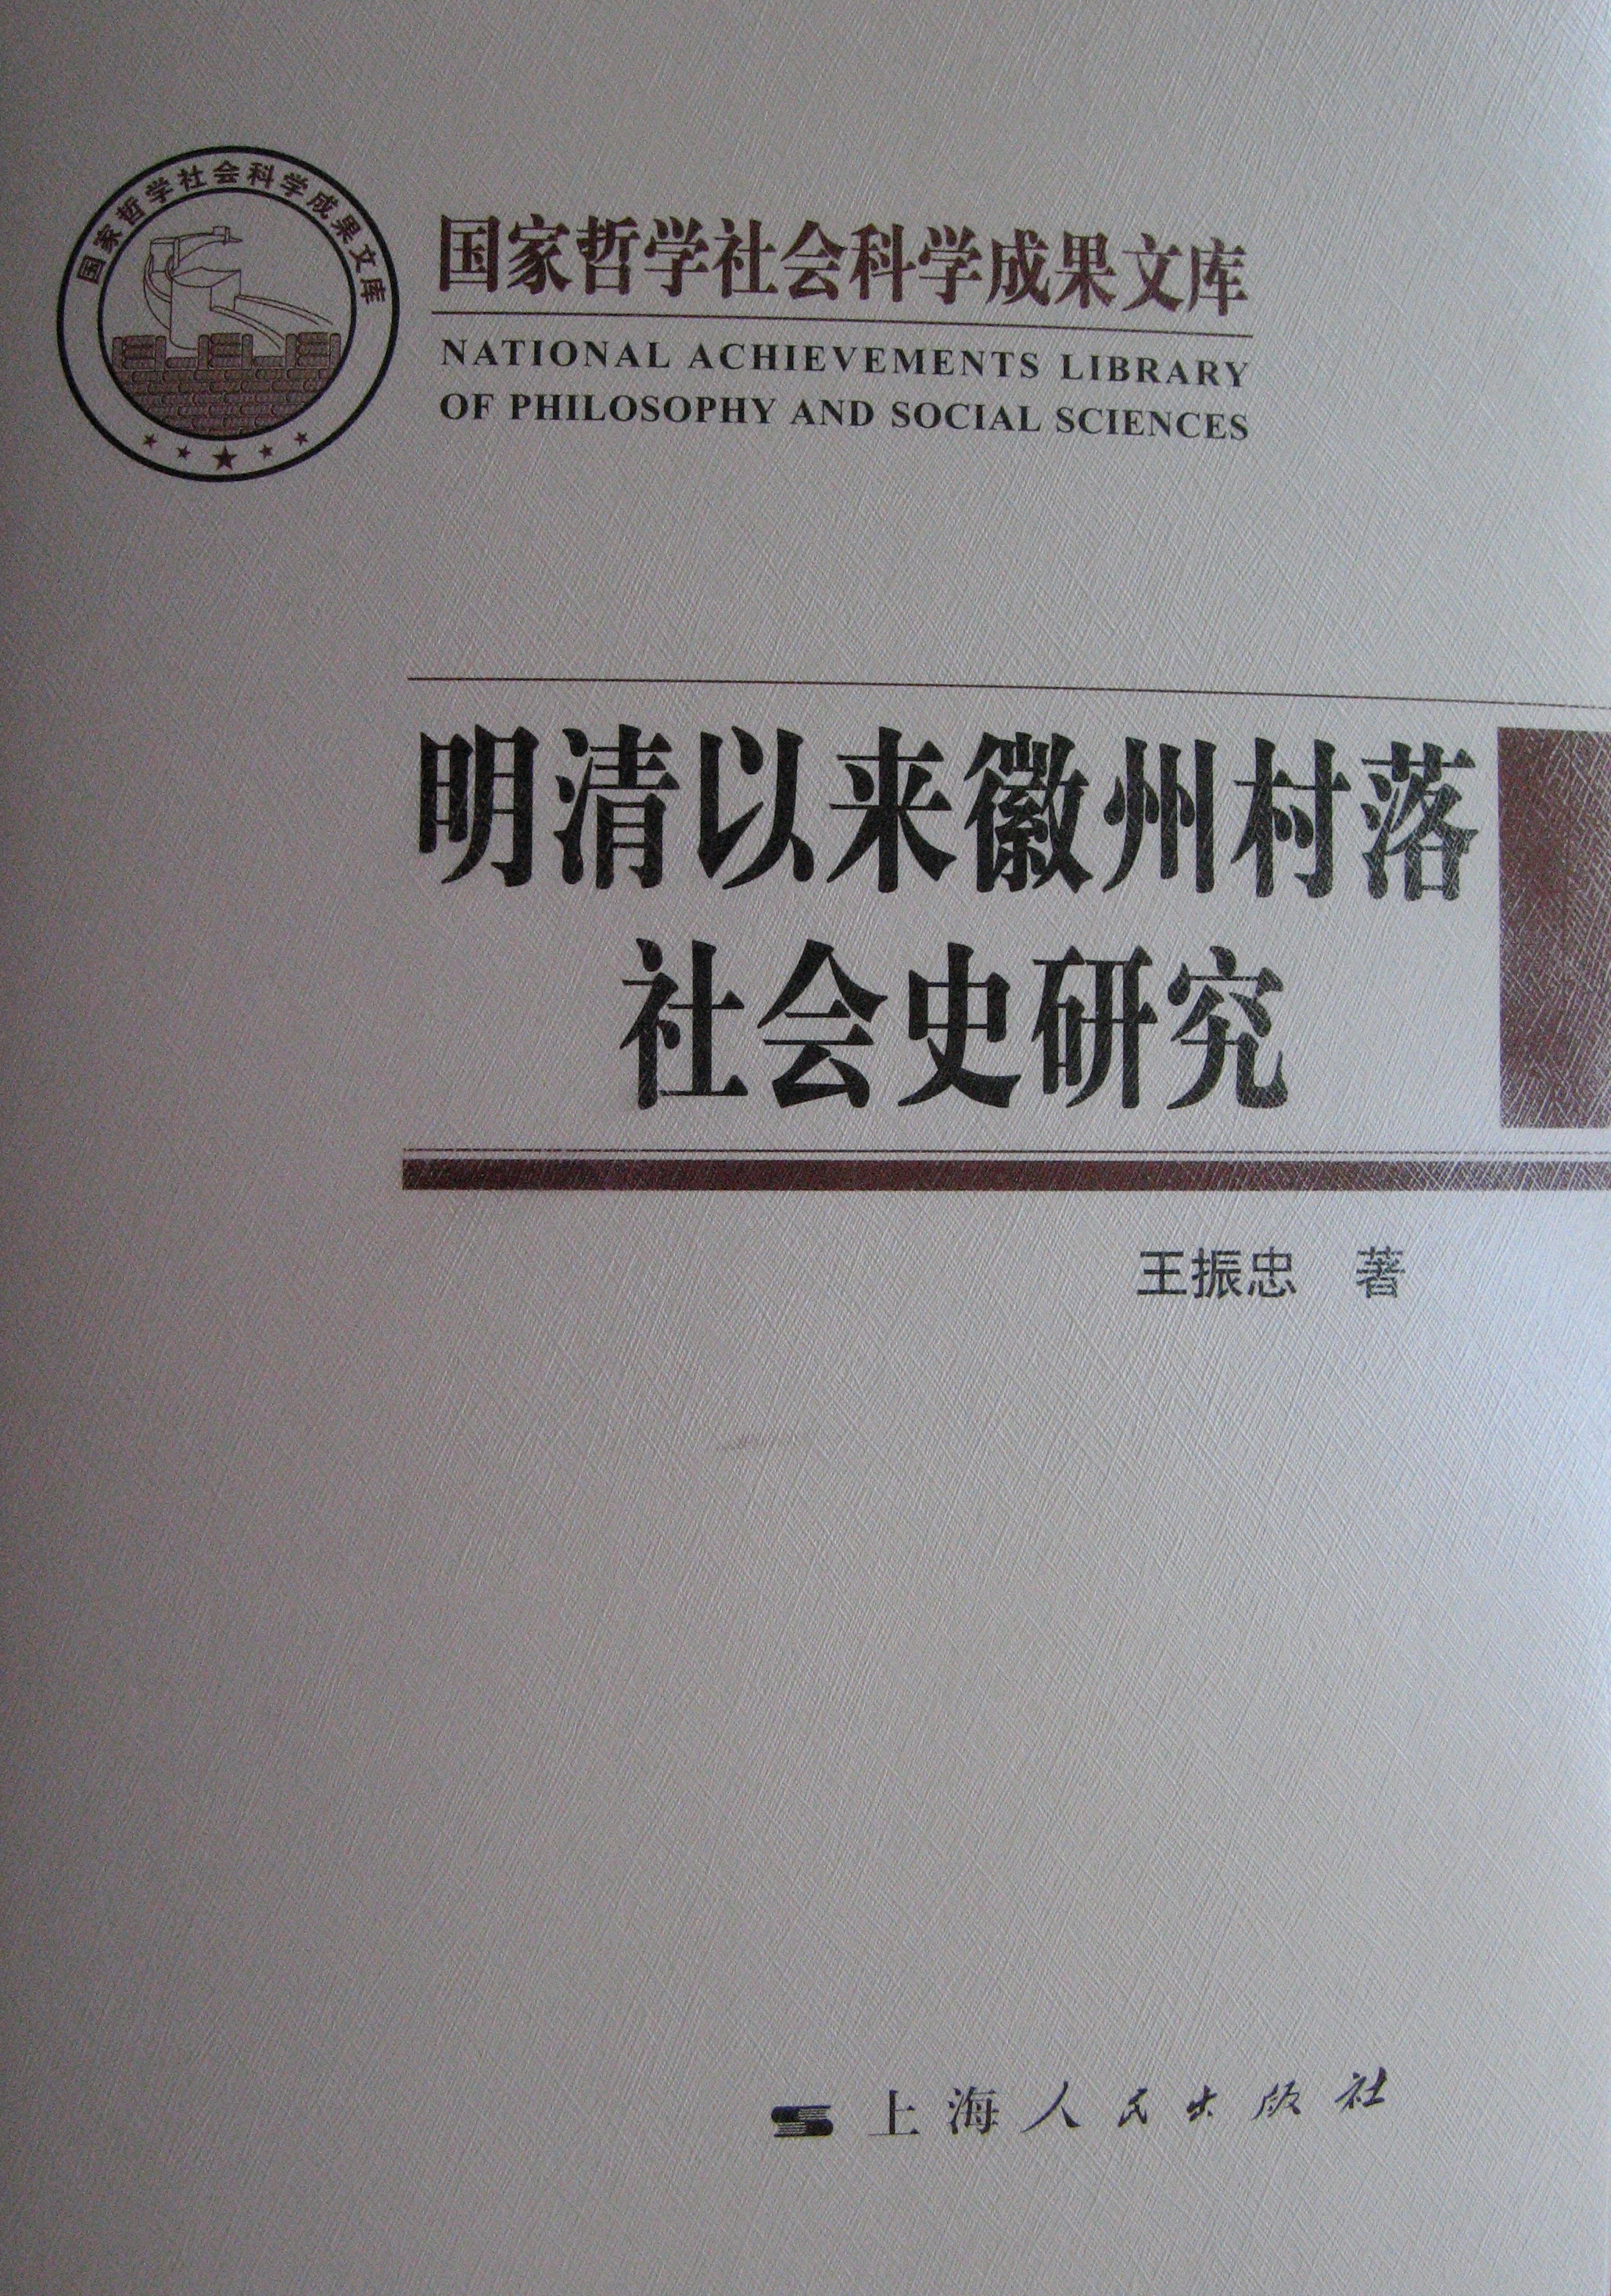 国家哲学社会科学成果文库
国家哲学社会科学成果文库
NATIONAL ACHIEVEMENTS LIBRARY
OF PHILOSOPHY AND SOCIAL SCIENCES
明清以来徽州村落
社会史研究
王振忠 著
上海人民出版社